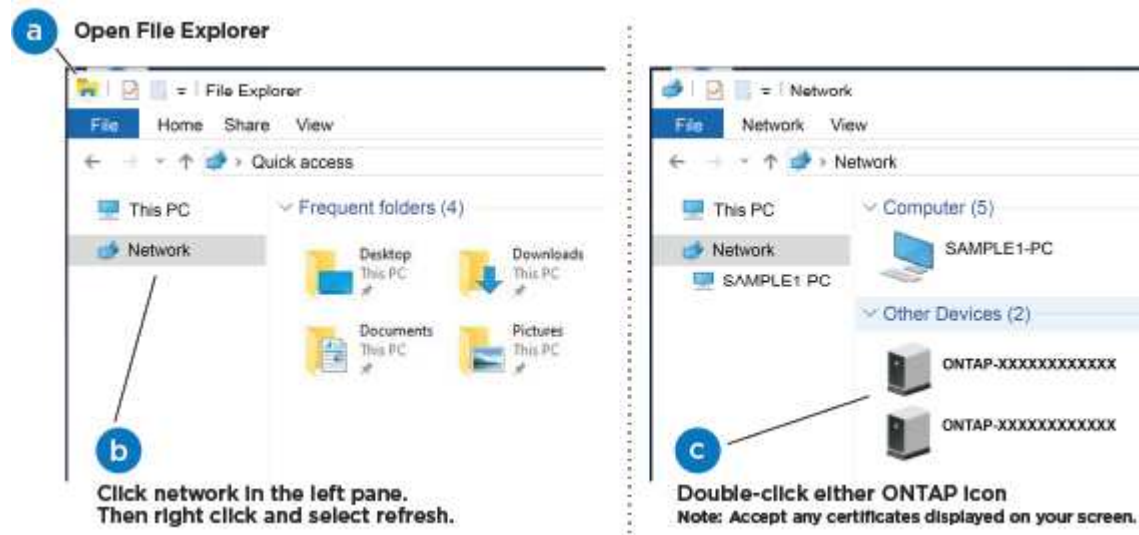 a Open File Explorer
File Explorer
File Home Share View
Quick access
This PC
Network
Frequent folders (4)
Desktop
This PC
Downloads
This PC
Documents
This PC
Pictures
This PC
b
Click network in the left pane.
Then right click and select refresh.
Network
File Network View
Network
This PC
Network
SAMPLE1 PC
Computer (5)
SAMPLE1-PC
Other Devices (2)
ONTAP-XXXXXXXXXXXX
ONTAP-XXXXXXXXXXXX
c
Double-click either ONTAP icon
Note: Accept any certificates displayed on your screen.